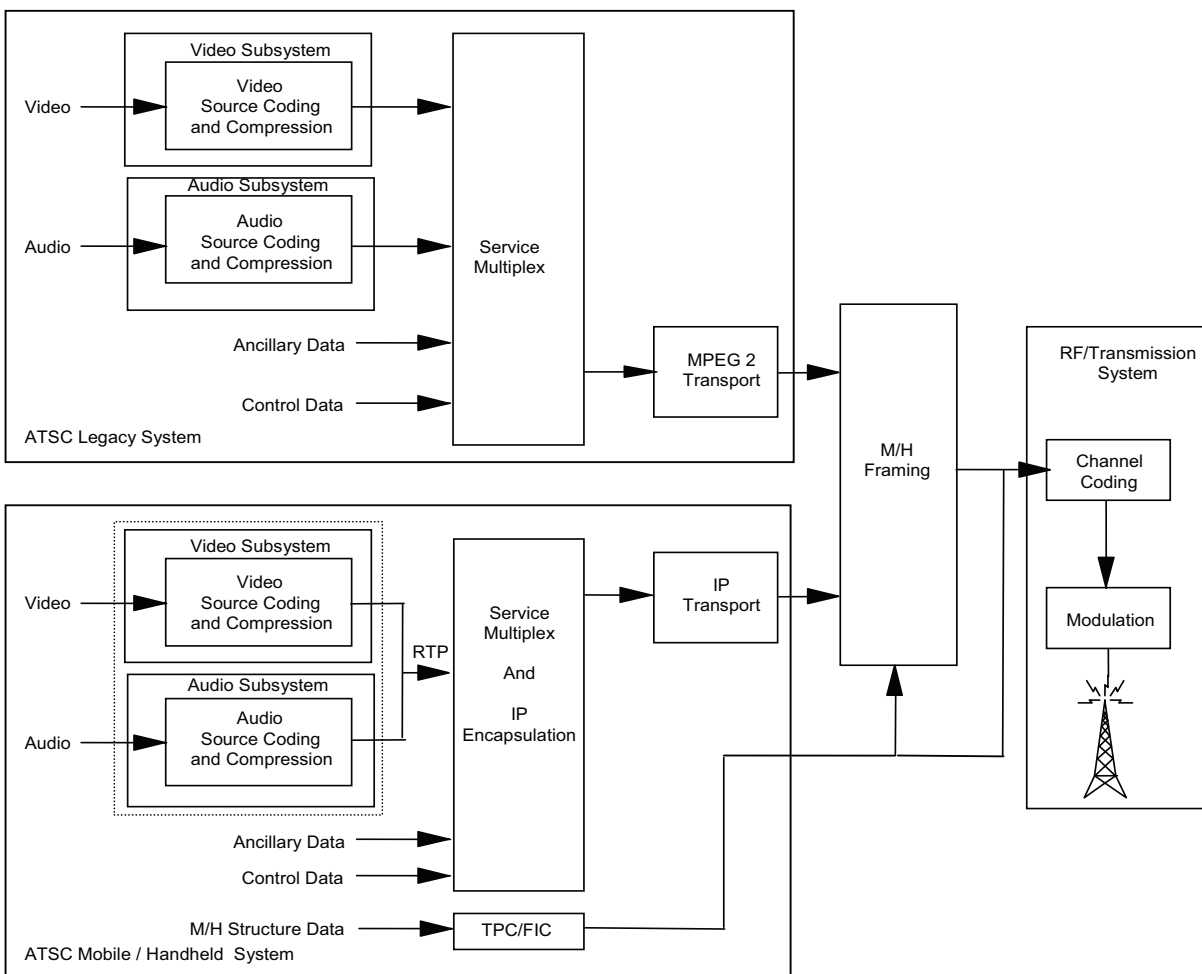 Video Subsystem
Video
Video
Source Coding
and Compression
Audio Subsystem
Audio
Audio
Source Coding
and Compression
Service
Multiplex
Ancillary Data
Control Data
MPEG 2
Transport
ATSC Legacy System
M/H
Framing
RF/Transmission
System
Channel
Coding
Modulation
Video Subsystem
Video
Video
Source Coding
and Compression
RTP
Audio Subsystem
Audio
Audio
Source Coding
and Compression
Service
Multiplex
And
IP
Encapsulation
IP
Transport
Ancillary Data
Control Data
M/H Structure Data
TPC/FIC
ATSC Mobile / Handheld System